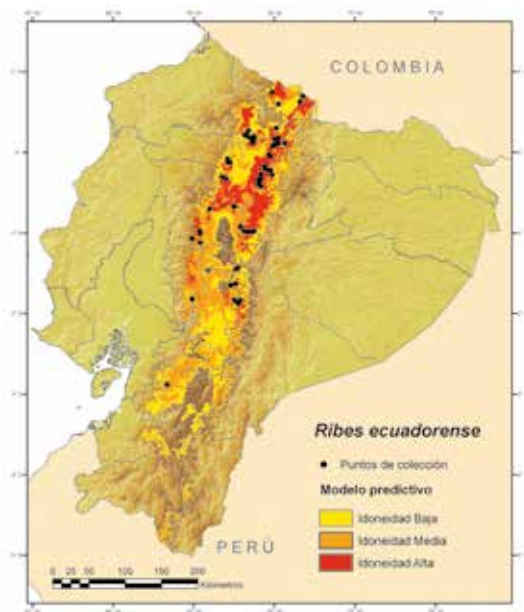 COLOMBIA
Ribes ecuadorense
Puntos de colección
Modelo predictivo
Idoneidad Baja
Idoneidad Media
Idoneidad Alta
PERÚ
0 25 50 100 150 200
Kilometros